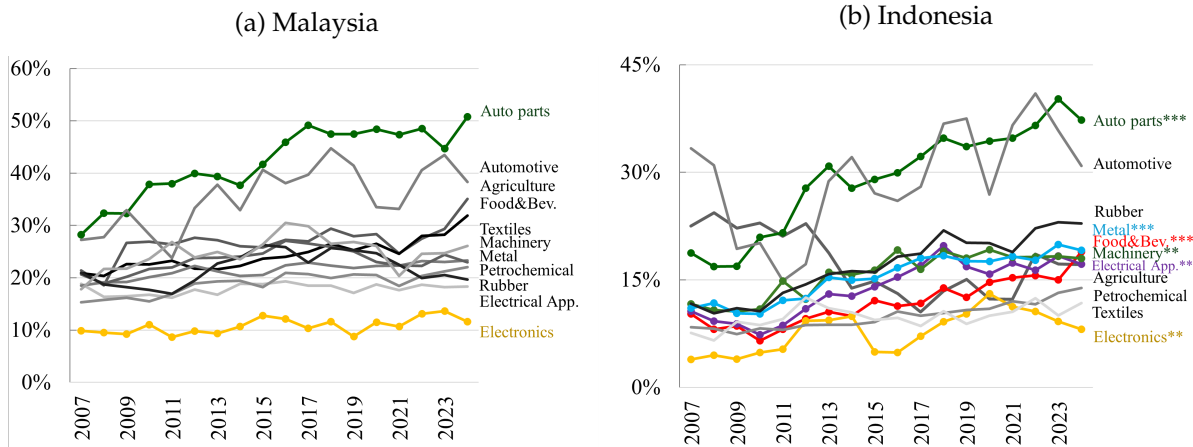 (a) Malaysia
60%
50%
40%
30%
20%
10%
0%
Auto parts
Automotive
Agriculture
Food&Bev.
Textiles
Machinery
Metal
Petrochemical
Rubber
Electrical App.
Electronics
2007
2009
2011
2013
2015
2017
2019
2021
2023
(b) Indonesia
45%
30%
15%
0%
Auto parts***
Automotive
Rubber
Metal***
Food&Bev.***
Machinery**
Electrical App.**
Agriculture
Petrochemical
Textiles
Electronics**
2007
2009
2011
2013
2015
2017
2019
2021
2023